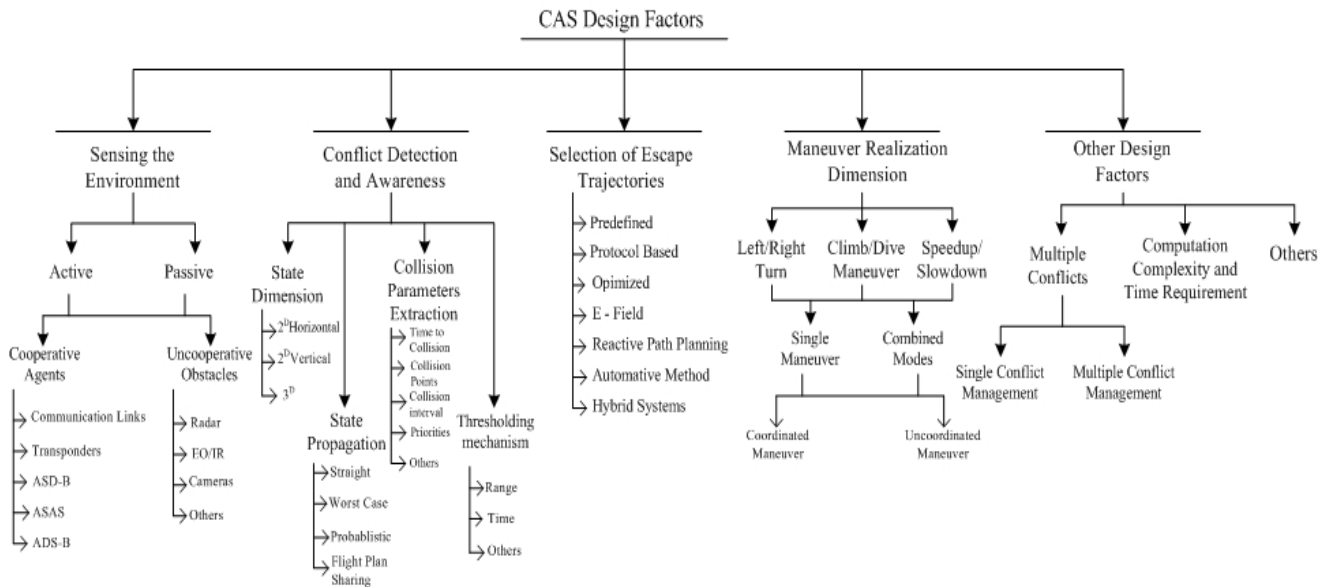 CAS Design Factors
Sensing the
Environment
Active
Passive
Cooperative
Agents
Communication Links
Transponders
ASD-B
ASAS
ADS-B
Uncooperative
Obstacles
Radar
EO/IR
Cameras
Others
Conflict Detection
and Awareness
State
Dimension
2ᴰHorizontal
2ᴰVertical
3ᴰ
State
Propagation
Straight
Worst Case
Probablistic
Flight Plan
Sharing
Collision
Parameters
Extraction
Time to
Collision
Collision
Points
Collision
interval
Priorities
Others
Thresholding
mechanism
Range
Time
Others
Selection of Escape
Trajectories
Predefined
Protocol Based
Opimized
E - Field
Reactive Path Planning
Automative Method
Hybrid Systems
Maneuver Realization
Dimension
Left/Right
Turn
Climb/Dive
Maneuver
Speedup/
Slowdown
Single
Maneuver
Combined
Modes
Coordinated
Maneuver
Uncoordinated
Maneuver
Other Design
Factors
Multiple
Conflicts
Computation
Complexity and
Time Requirement
Others
Single Conflict
Management
Multiple Conflict
Management